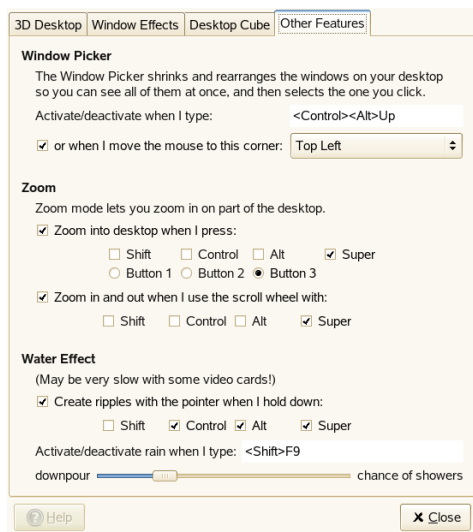 3D Desktop Window Effects Desktop Cube Other Features
Window Picker
The Window Picker shrinks and rearranges the windows on your desktop
so you can see all of them at once, and then selects the one you click.
Activate/deactivate when I type: <Control><Alt>Up
or when I move the mouse to this corner: Top Left
Zoom
Zoom mode lets you zoom in on part of the desktop.
Zoom into desktop when I press:
Shift Control Alt Super
Button 1 Button 2 Button 3
Zoom in and out when I use the scroll wheel with:
Shift Control Alt Super
Water Effect
(May be very slow with some video cards!)
Create ripples with the pointer when I hold down:
Shift Control Alt Super
Activate/deactivate rain when I type: <Shift>F9
downpour chance of showers
Help Close